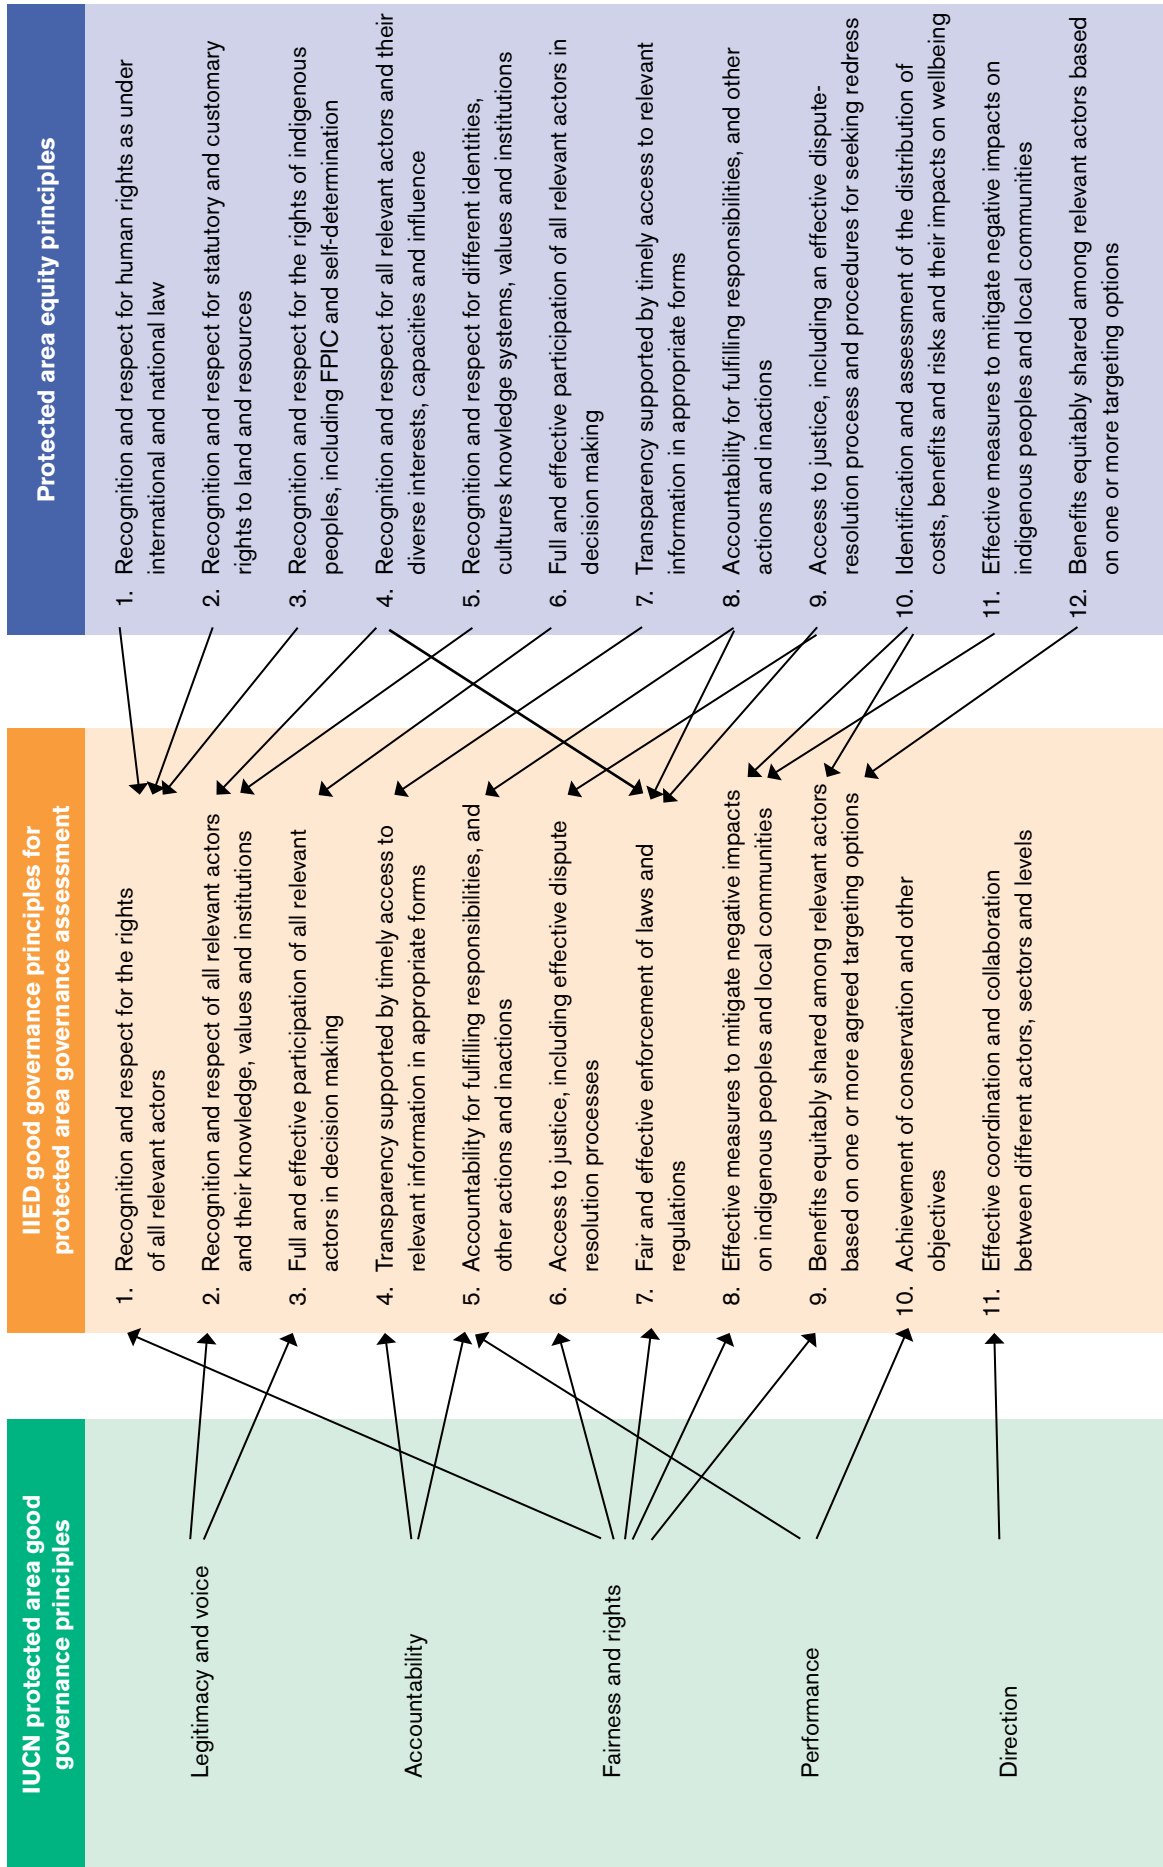 IUCN protected area good
governance principles
Legitimacy and voice
Accountability
Fairness and rights
Performance
Direction
IIED good governance principles for
protected area governance assessment
1. Recognition and respect for the rights
of all relevant actors
2. Recognition and respect of all relevant actors
and their knowledge, values and institutions
3. Full and effective participation of all relevant
actors in decision making
4. Transparency supported by timely access to
relevant information in appropriate forms
5. Accountability for fulfilling responsibilities, and
other actions and inactions
6. Access to justice, including effective dispute
resolution processes
7. Fair and effective enforcement of laws and
regulations
8. Effective measures to mitigate negative impacts
on indigenous peoples and local communities
9. Benefits equitably shared among relevant actors
based on one or more agreed targeting options
10. Achievement of conservation and other
objectives
11. Effective coordination and collaboration
between different actors, sectors and levels
Protected area equity principles
1. Recognition and respect for human rights as under
international and national law
2. Recognition and respect for statutory and customary
rights to land and resources
3. Recognition and respect for the rights of indigenous
peoples, including FPIC and self-determination
4. Recognition and respect for all relevant actors and their
diverse interests, capacities and influence
5. Recognition and respect for different identities,
cultures knowledge systems, values and institutions
6. Full and effective participation of all relevant actors in
decision making
7. Transparency supported by timely access to relevant
information in appropriate forms
8. Accountability for fulfilling responsibilities, and other
actions and inactions
9. Access to justice, including an effective dispute-
resolution process and procedures for seeking redress
10. Identification and assessment of the distribution of
costs, benefits and risks and their impacts on wellbeing
11. Effective measures to mitigate negative impacts on
indigenous peoples and local communities
12. Benefits equitably shared among relevant actors based
on one or more targeting options